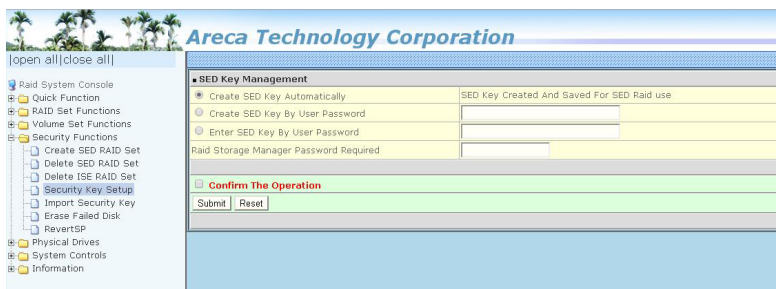 Areca Technology Corporation
|open all|close all|
Raid System Console
Quick Function
RAID Set Functions
Volume Set Functions
Security Functions
Create SED RAID Set
Delete SED RAID Set
Delete ISE RAID Set
Security Key Setup
Import Security Key
Erase Failed Disk
RevertSP
Physical Drives
System Controls
Information
SED Key Management
Create SED Key Automatically SED Key Created And Saved For SED Raid use
Create SED Key By User Password
Enter SED Key By User Password
Raid Storage Manager Password Required
Confirm The Operation
Submit Reset